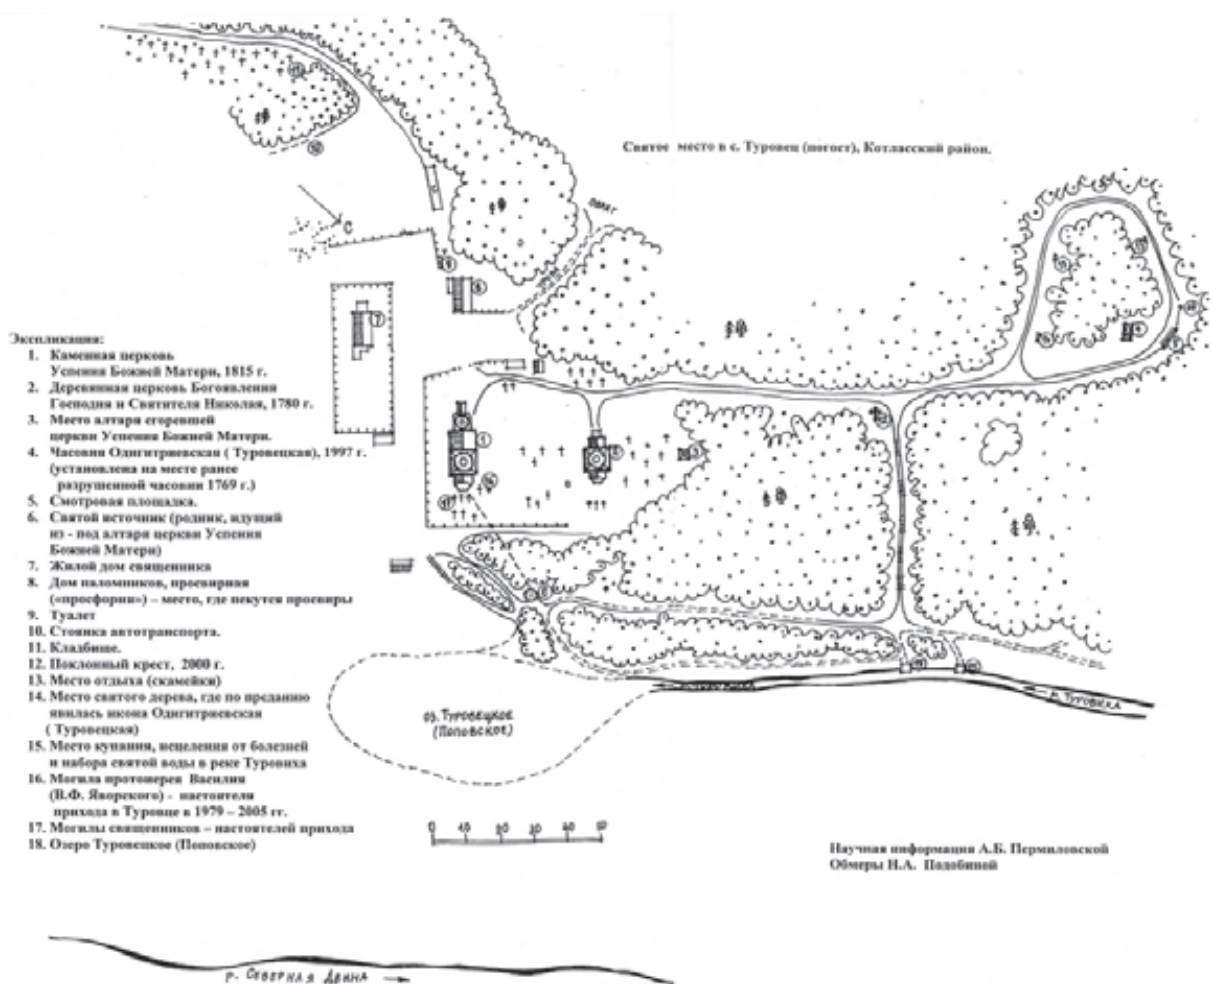 Святое место в с. Туровец (погост), Котласский район.
С
Экспликация:
1. Каменная церковь
Успения Божией Матери, 1815 г.
2. Деревянная церковь Богоявления
Господня и Святителя Николая, 1780 г.
3. Место алтаря сгоревшей
церкви Успения Божией Матери.
4. Часовня Одигитриевская ( Туровецкая), 1997 г.
(установлена на месте ранее
разрушенной часовни 1769 г.)
5. Смотровая площадка.
6. Святой источник (родник, идущий
из - под алтаря церкви Успения
Божией Матери)
7. Жилой дом священника
8. Дом паломников, просвирная
(«просфорня») – место, где пекутся просвиры
9. Туалет
10. Стоянка автотранспорта.
11. Кладбище.
12. Поклонный крест, 2000 г.
13. Место отдыха (скамейки)
14. Место святого дерева, где по преданию
явилась икона Одигитриевская
( Туровецкая)
15. Место купания, исцеления от болезней
и набора святой воды в реке Туровиха
16. Могила протоиерея Василия
(В.Ф. Яворского) - настоятеля
прихода в Туровце в 1979 – 2005 гг.
17. Могилы священников – настоятелей прихода
18. Озеро Туровецкое (Поповское)
7
1
3
оз. Туровецкое
(Поповское)
р. Туровиха
0 10 20 30 40 50
Научная информация А.Б. Пермиловской
Обмеры Н.А. Подобиной
р. Северная Двина